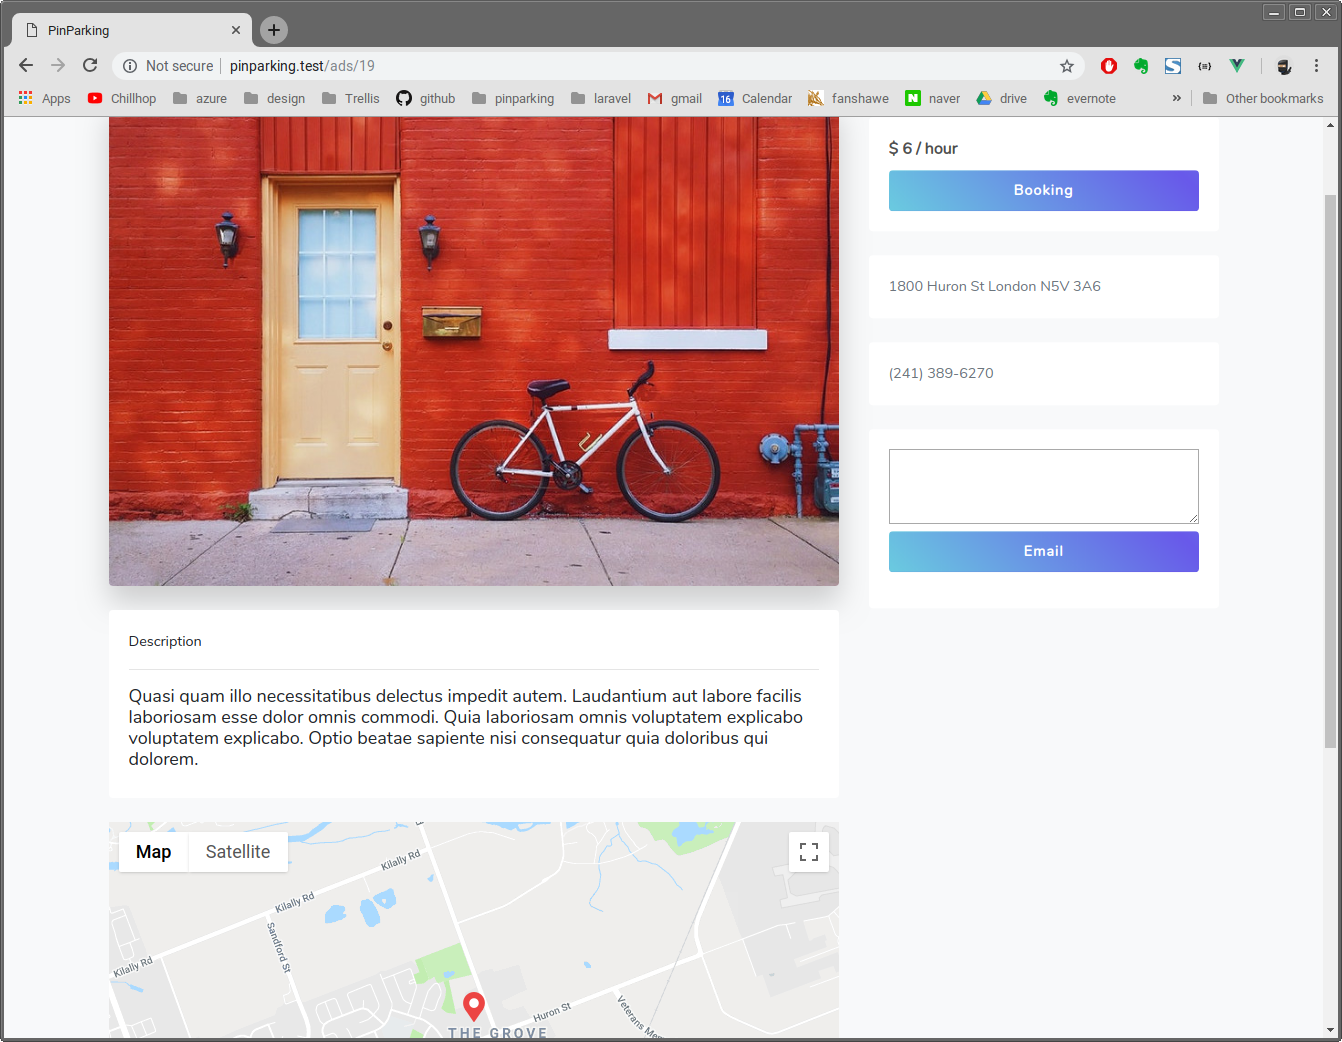 PinParking
Not secure
pinparking.test/ads/19
Apps
Chillhop
azure
design
Trellis
github
pinparking
laravel
gmail
16
Calendar
fanshawe
N
naver
drive
evernote
»
Other bookmarks
$ 6 / hour
Booking
1800 Huron St London N5V 3A6
(241) 389-6270
Email
Description
Quasi quam illo necessitatibus delectus impedit autem. Laudantium aut labore facilis
laboriosam esse dolor omnis commodi. Quia laboriosam omnis voluptatem explicabo
voluptatem explicabo. Optio beatae sapiente nisi consequatur quia doloribus qui
dolorem.
Map
Satellite
Kilally Rd
Kilally Rd
Sandford St
Kilally Rd
Huron St
Veterans Me
THE GROVE